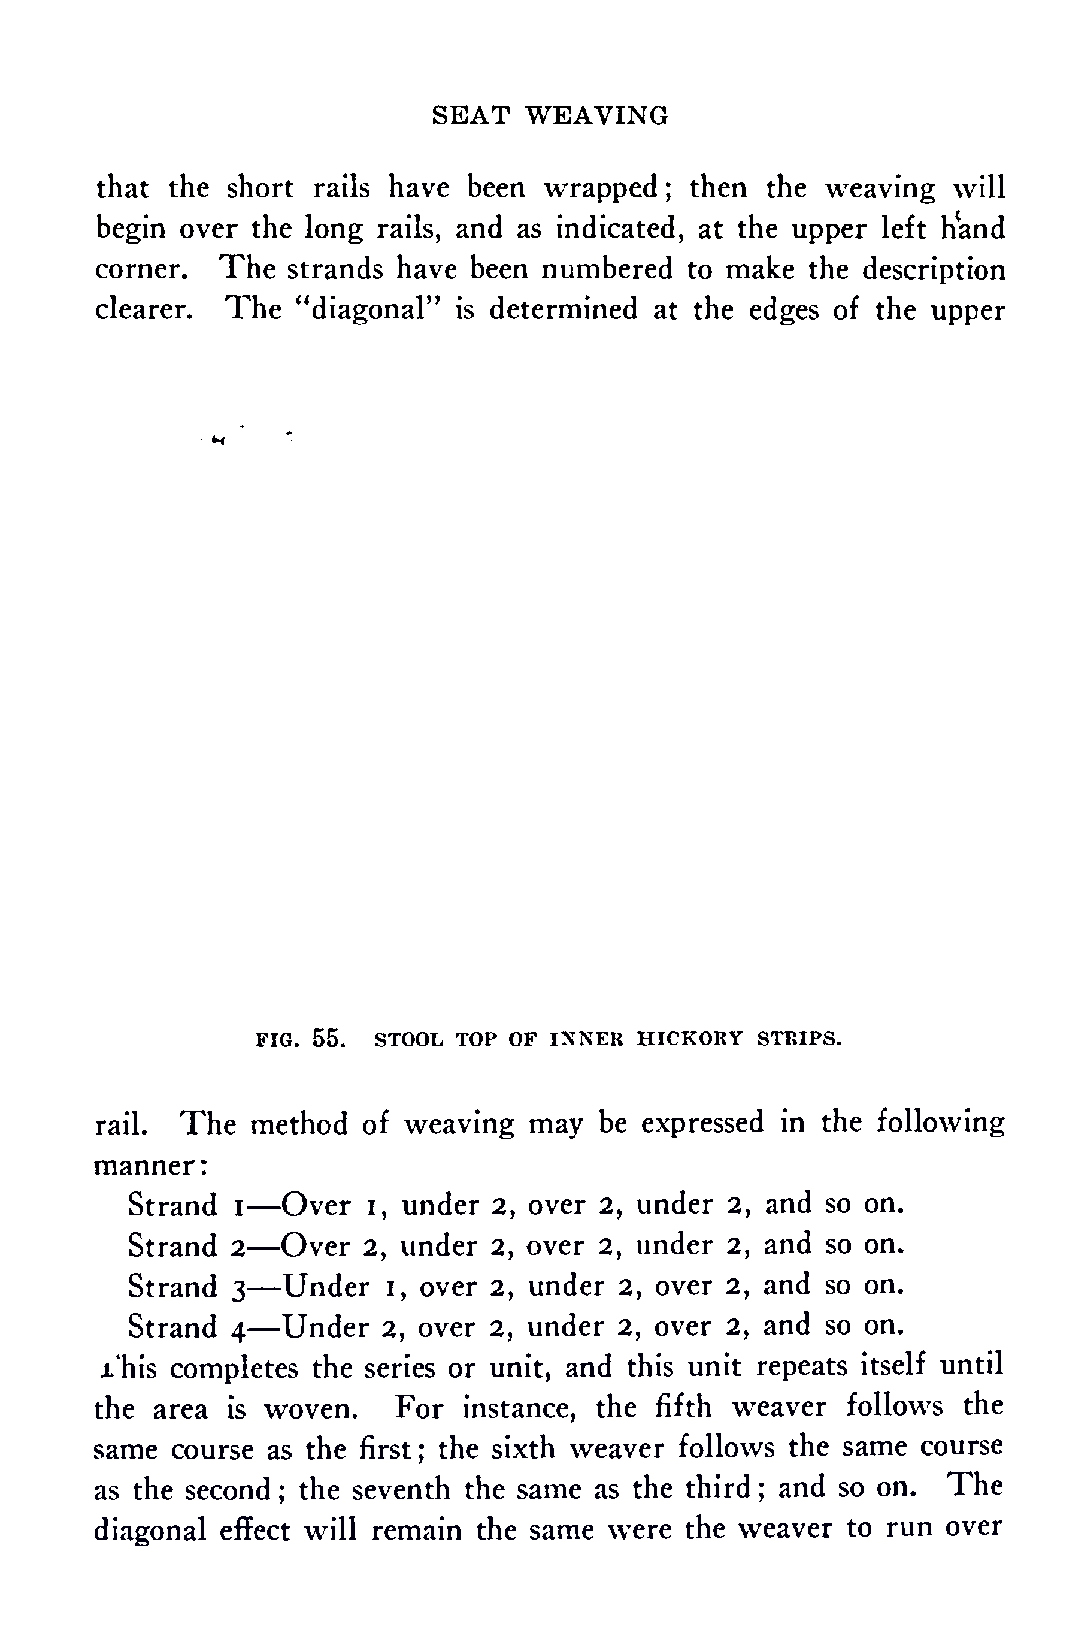 SEAT WEAVING
that the short rails have been wrapped; then the weaving will
begin over the long rails, and as indicated, at the upper left hand
corner. The strands have been numbered to make the description
clearer. The "diagonal" is determined at the edges of the upper
FIG. 55. STOOL TOP OF INNER HICKORY STRIPS.
rail. The method of weaving may be expressed in the following
manner:
Strand 1—Over 1, under 2, over 2, under 2, and so on.
Strand 2—Over 2, under 2, over 2, under 2, and so on.
Strand 3—Under 1, over 2, under 2, over 2, and so on.
Strand 4—Under 2, over 2, under 2, over 2, and so on.
This completes the series or unit, and this unit repeats itself until
the area is woven. For instance, the fifth weaver follows the
same course as the first; the sixth weaver follows the same course
as the second; the seventh the same as the third; and so on. The
diagonal effect will remain the same were the weaver to run over